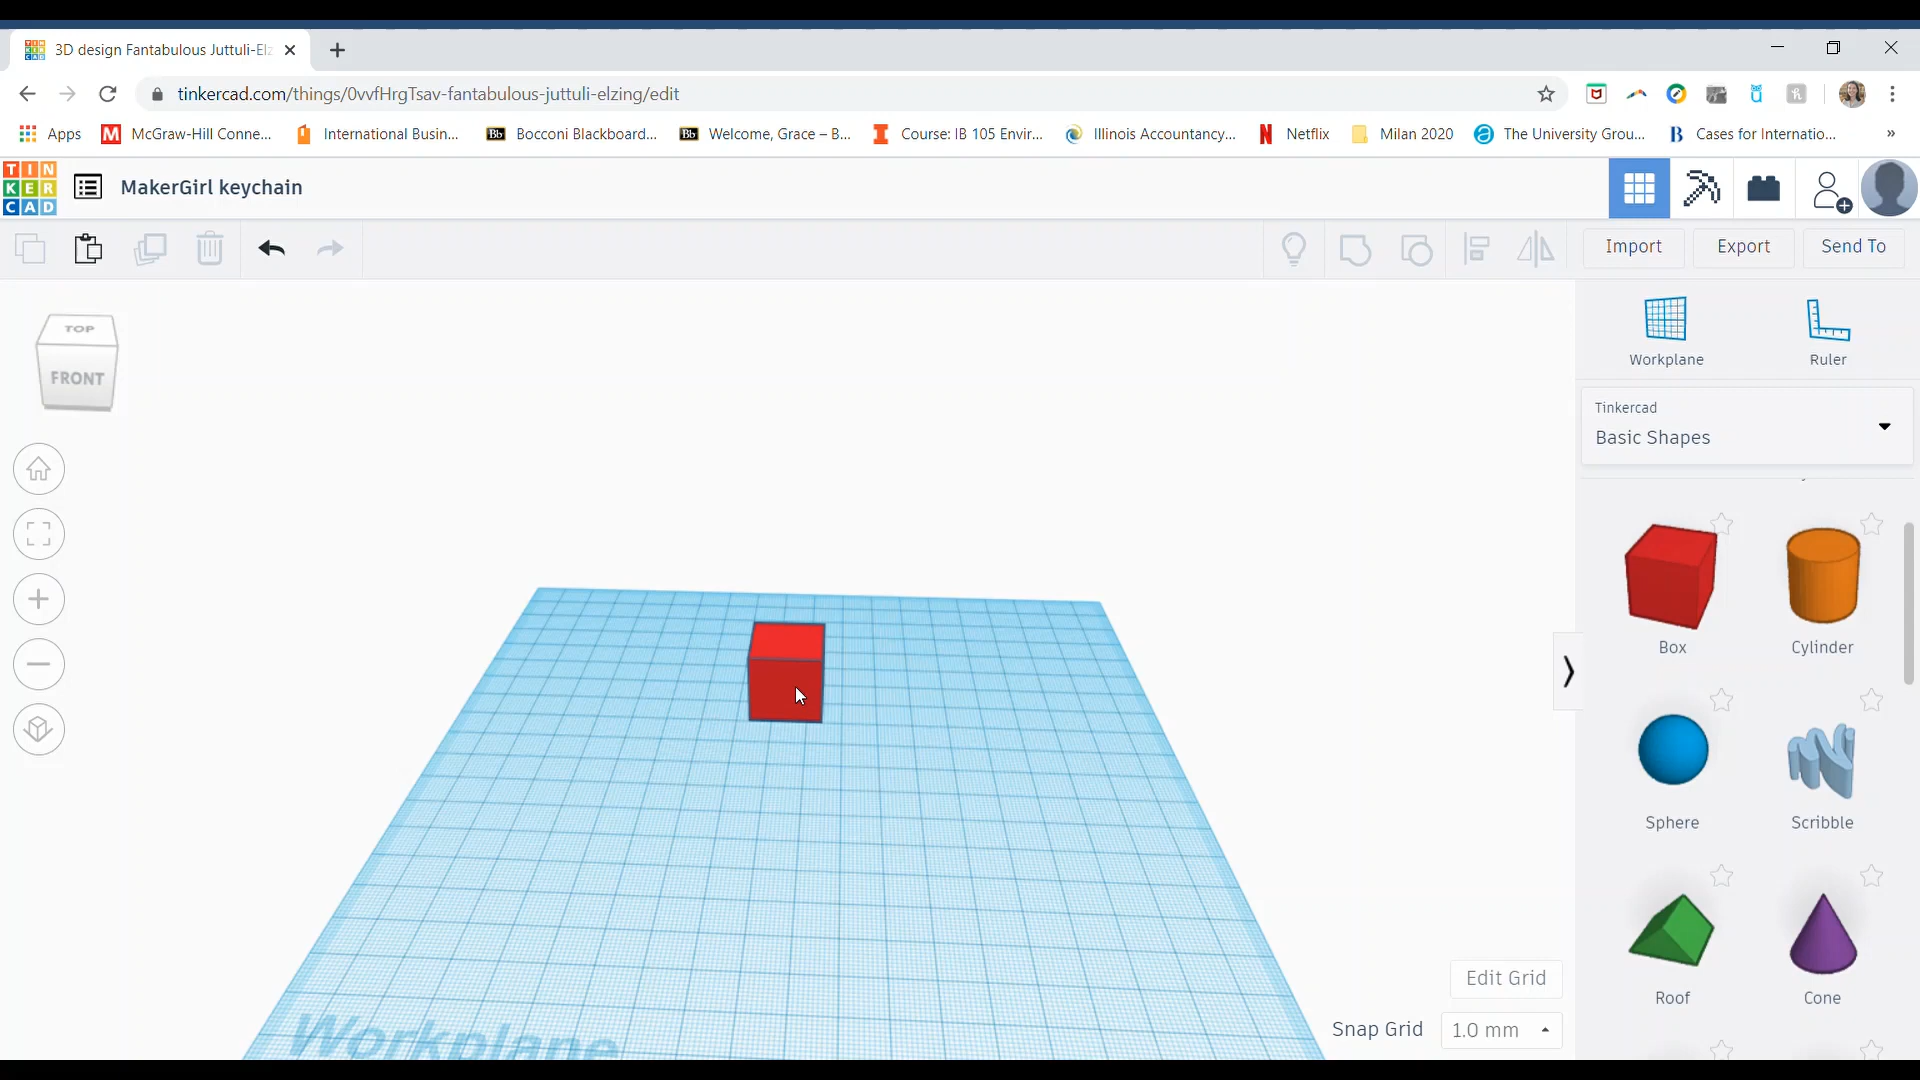 3D design Fantabulous Juttuli-Elz
tinkercad.com/things/0vvfHrgTsav-fantabulous-juttuli-elzing/edit
Apps McGraw-Hill Conne... International Busin... Bb Bocconi Blackboard... Bb Welcome, Grace – B... Course: IB 105 Envir... Illinois Accountancy... Netflix Milan 2020 The University Grou... Cases for Internatio... »
TIN
KER
CAD
MakerGirl keychain
Import Export Send To
TOP
FRONT
Workplane Ruler
Tinkercad
Basic Shapes
Box Cylinder
Sphere Scribble
Roof Cone
Edit Grid
Snap Grid 1.0 mm
Workplane